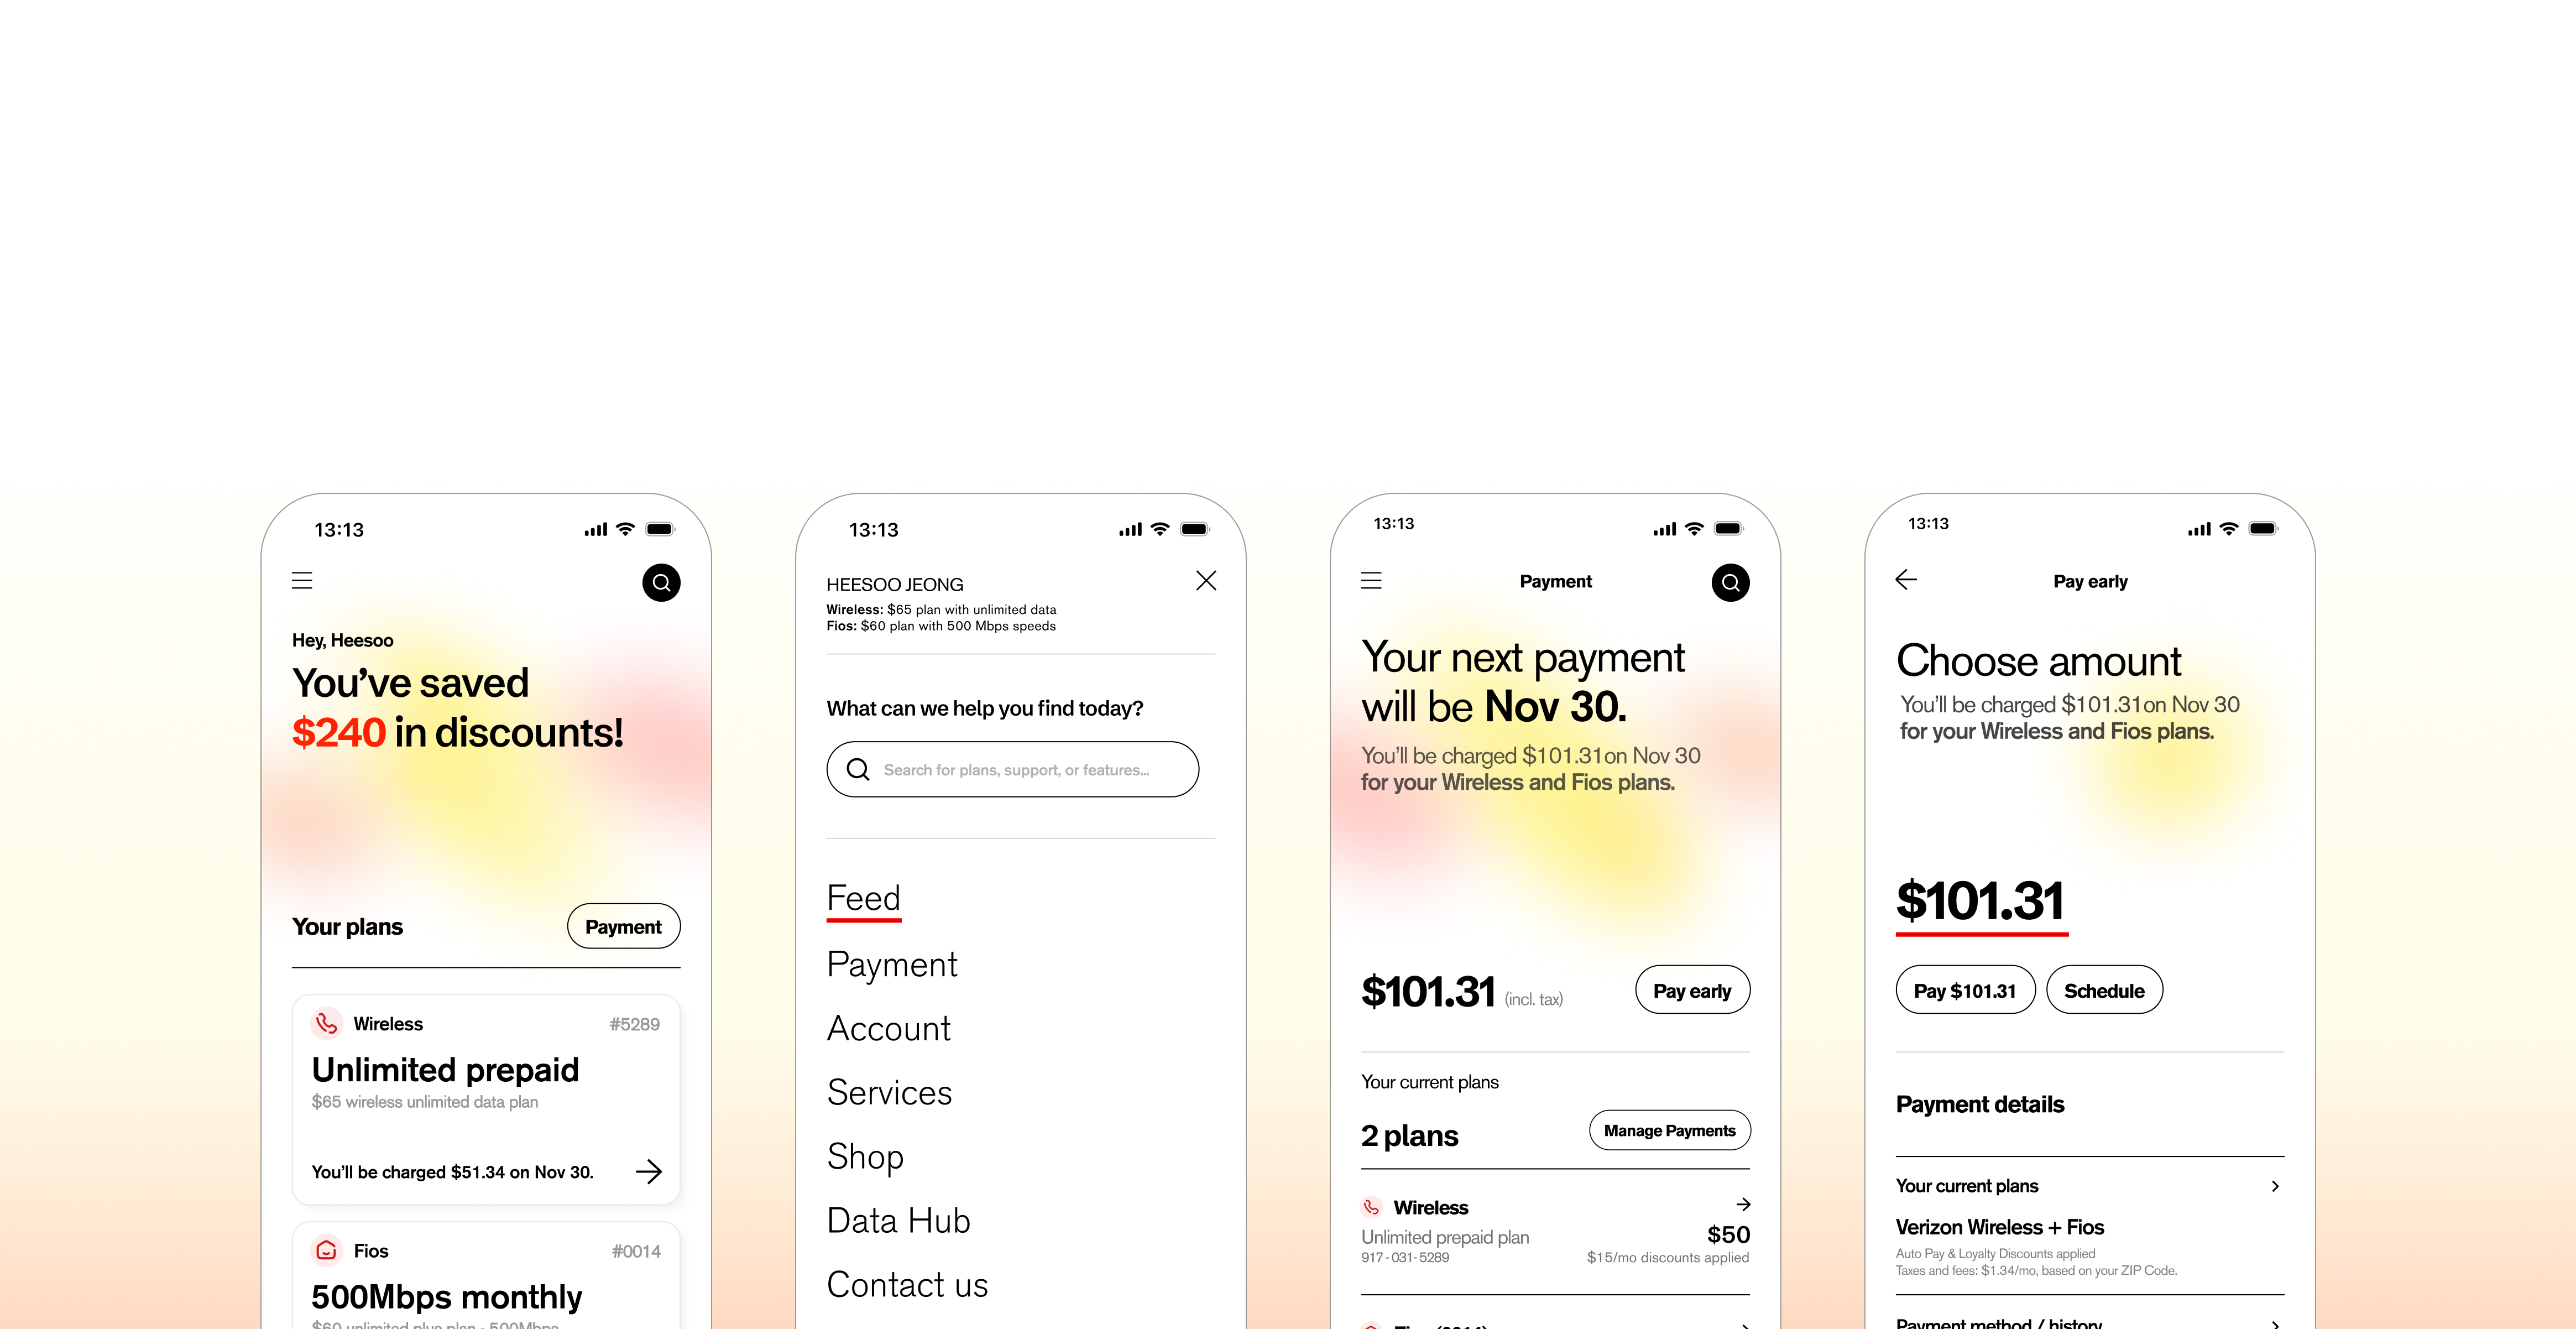 13:13
Hey, Heesoo
You've saved
$240 in discounts!
Your plans
Payment
Wireless
#5289
Unlimited prepaid
$65 wireless unlimited data plan
You'll be charged $51.34 on Nov 30.
Fios
#0014
500Mbps monthly
$60 unlimited plus plan - 500Mbps
13:13
HEESOO JEONG
Wireless: $65 plan with unlimited data
Fios: $60 plan with 500 Mbps speeds
What can we help you find today?
Search for plans, support, or features...
Feed
Payment
Account
Services
Shop
Data Hub
Contact us
13:13
Payment
Your next payment
will be Nov 30.
You'll be charged $101.31on Nov 30
for your Wireless and Fios plans.
$101.31 (incl. tax)
Pay early
Your current plans
2 plans
Manage Payments
Wireless
Unlimited prepaid plan
$50
917-031-5289
$15/mo discounts applied
Fios (0014)
13:13
Pay early
Choose amount
You'll be charged $101.31on Nov 30
for your Wireless and Fios plans.
$101.31
Pay $101.31
Schedule
Payment details
Your current plans
Verizon Wireless + Fios
Auto Pay & Loyalty Discounts applied
Taxes and fees: $1.34/mo, based on your ZIP Code.
Payment method / history